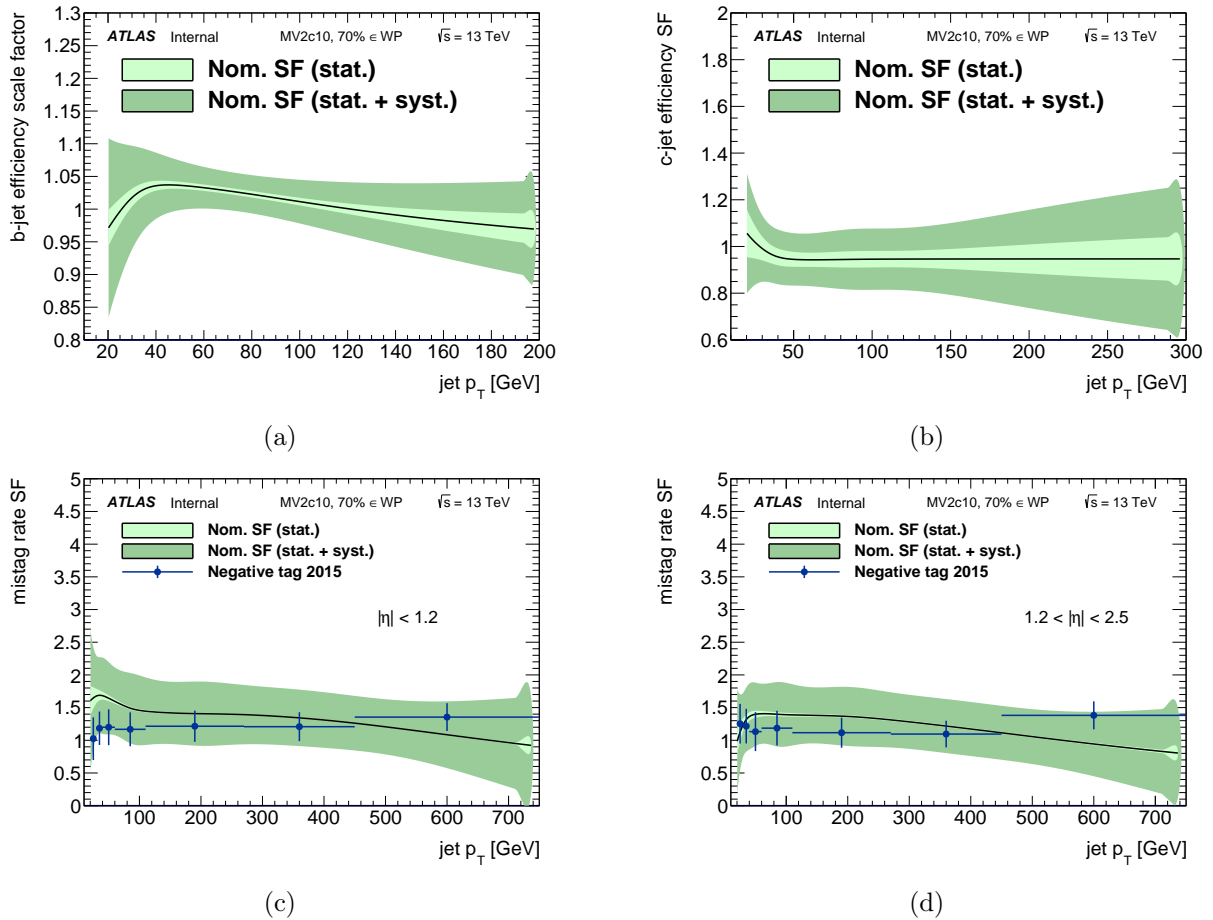 b-jet efficiency scale factor
1.3
1.25
1.2
1.15
1.1
1.05
1
0.95
0.9
0.85
0.8
ATLAS Internal MV2c10, 70% ∈ WP √s = 13 TeV
Nom. SF (stat.)
Nom. SF (stat. + syst.)
20 40 60 80 100 120 140 160 180 200
jet pT [GeV]
(a)
c-jet efficiency SF
2
1.8
1.6
1.4
1.2
1
0.8
0.6
ATLAS Internal MV2c10, 70% ∈ WP √s = 13 TeV
Nom. SF (stat.)
Nom. SF (stat. + syst.)
50 100 150 200 250 300
jet pT [GeV]
(b)
mistag rate SF
5
4.5
4
3.5
3
2.5
2
1.5
1
0.5
0
ATLAS Internal MV2c10, 70% ∈ WP √s = 13 TeV
Nom. SF (stat.)
Nom. SF (stat. + syst.)
Negative tag 2015
|η| < 1.2
100 200 300 400 500 600 700
jet pT [GeV]
(c)
mistag rate SF
5
4.5
4
3.5
3
2.5
2
1.5
1
0.5
0
ATLAS Internal MV2c10, 70% ∈ WP √s = 13 TeV
Nom. SF (stat.)
Nom. SF (stat. + syst.)
Negative tag 2015
1.2 < |η| < 2.5
100 200 300 400 500 600 700
jet pT [GeV]
(d)